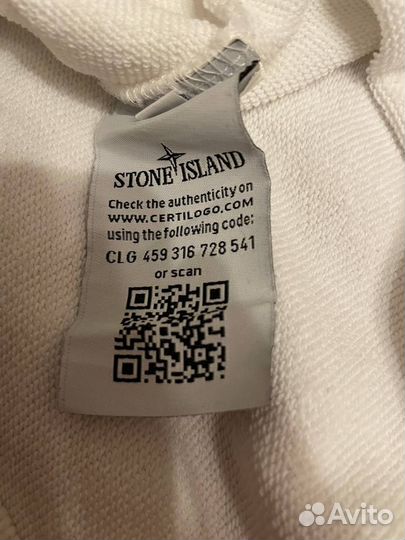 STONE ISLAND
Check the authenticity on
WWW.CERTILOGO.COM
using the following code:
CLG 459 316 728 541
or scan
Avito